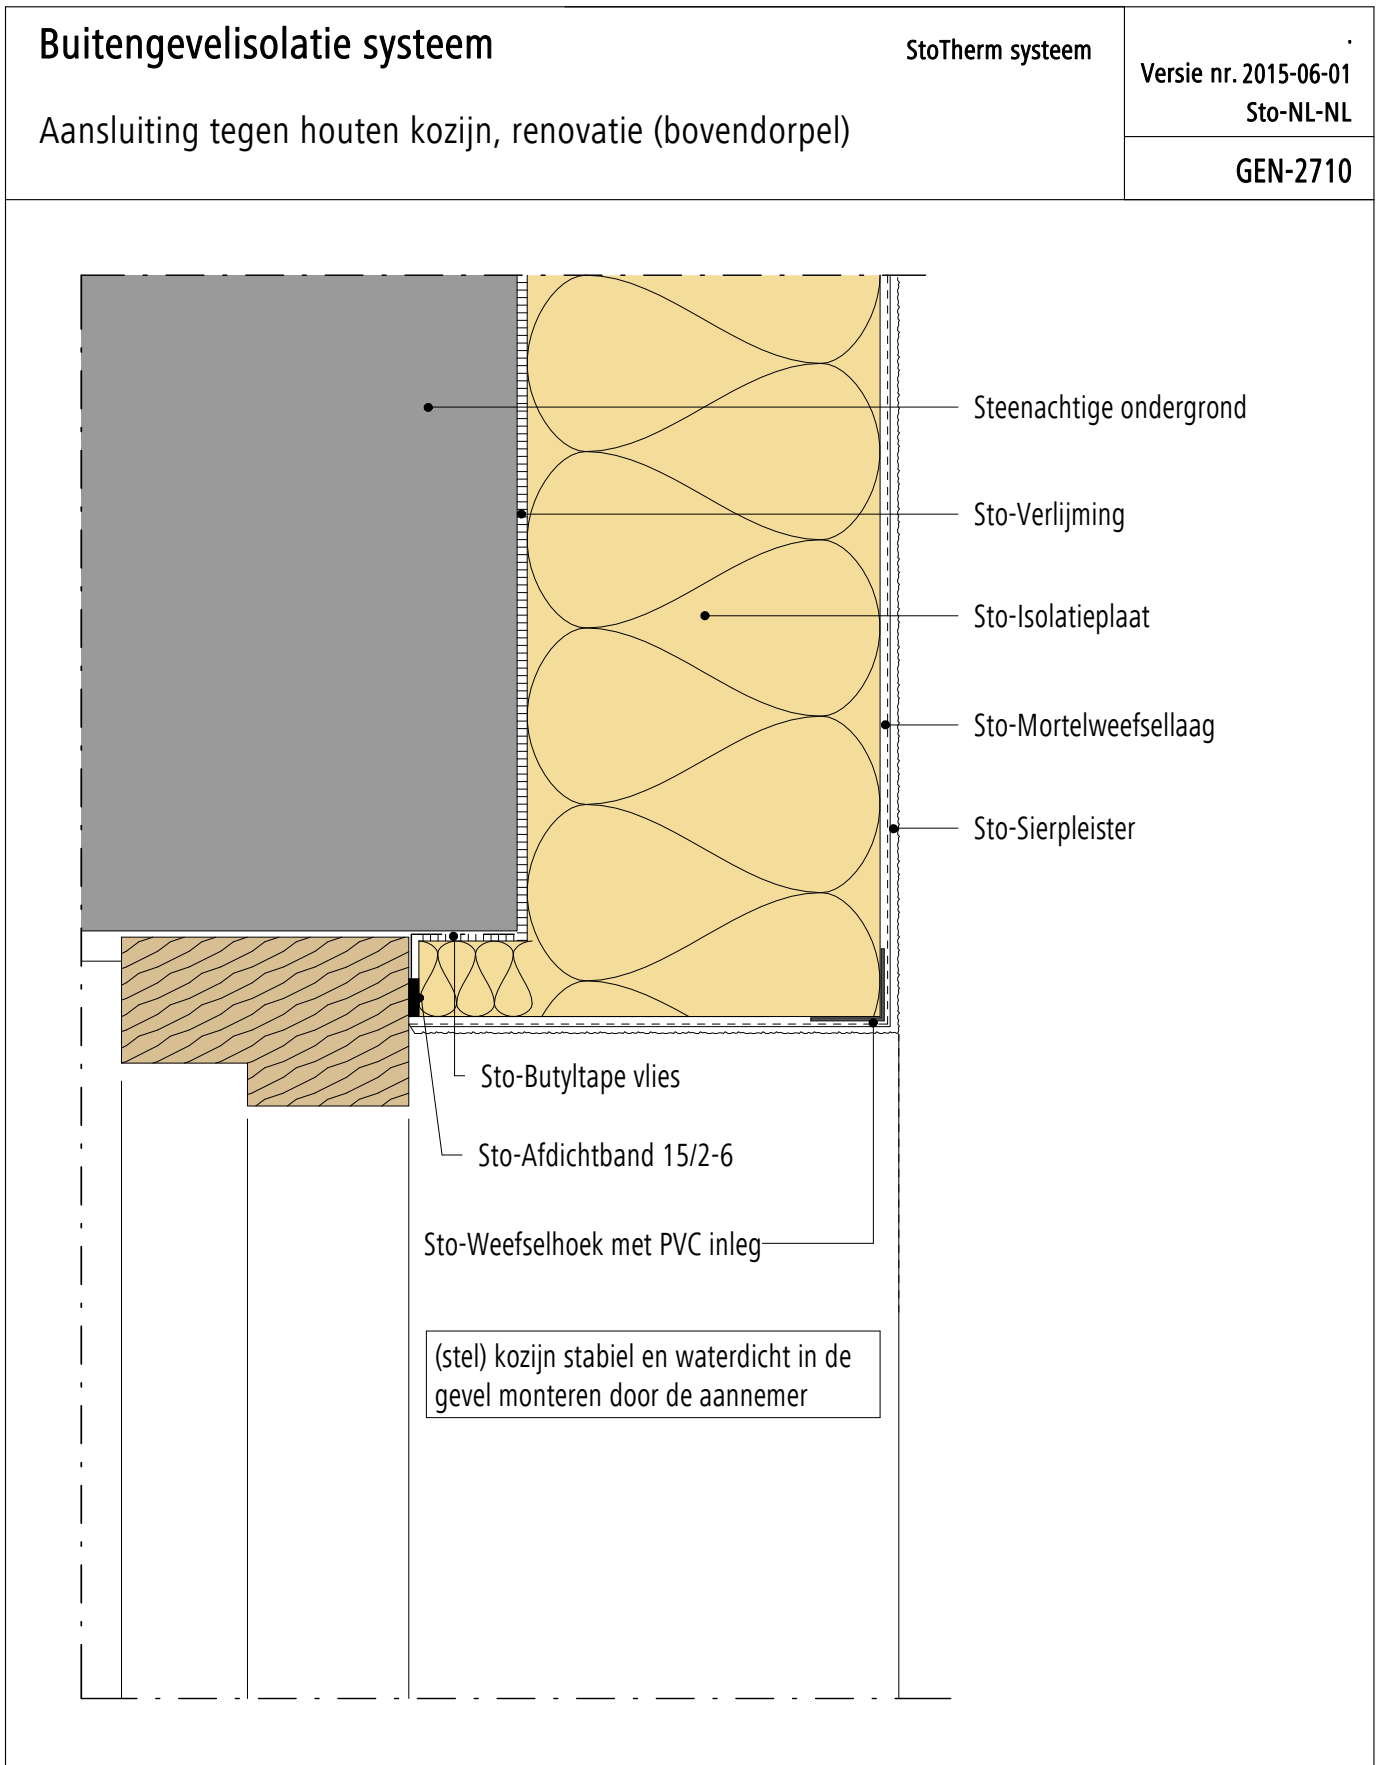 Buitengevelisolatie systeem
StoTherm systeem
.
Versie nr. 2015-06-01
Sto-NL-NL
Aansluiting tegen houten kozijn, renovatie (bovendorpel)
GEN-2710
Steenachtige ondergrond
Sto-Verlijming
Sto-Isolatieplaat
Sto-Mortelweefsellaag
Sto-Sierpleister
Sto-Butyltape vlies
Sto-Afdichtband 15/2-6
Sto-Weefselhoek met PVC inleg
(stel) kozijn stabiel en waterdicht in de
gevel monteren door de aannemer